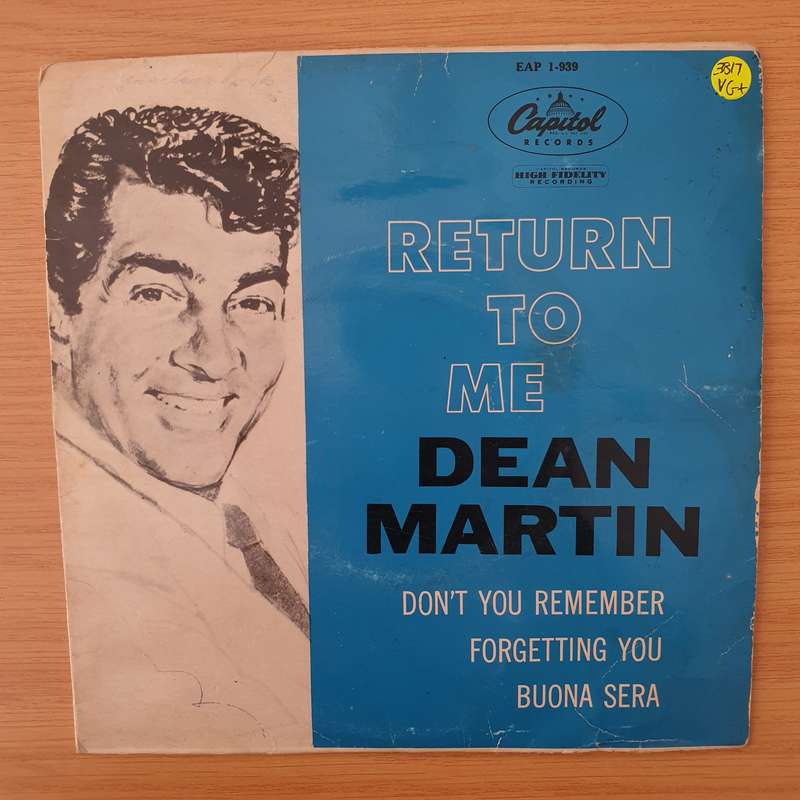 EAP 1-939
3317
VG+
Capitol
RECORDS
HIGH FIDELITY
RECORDING
RETURN
TO
ME
DEAN
MARTIN
DON'T YOU REMEMBER
FORGETTING YOU
BUONA SERA